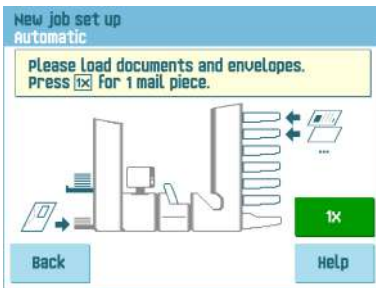 New job set up
Automatic
Please load documents and envelopes.
Press 1x for 1 mail piece.
...
1x
Back
Help